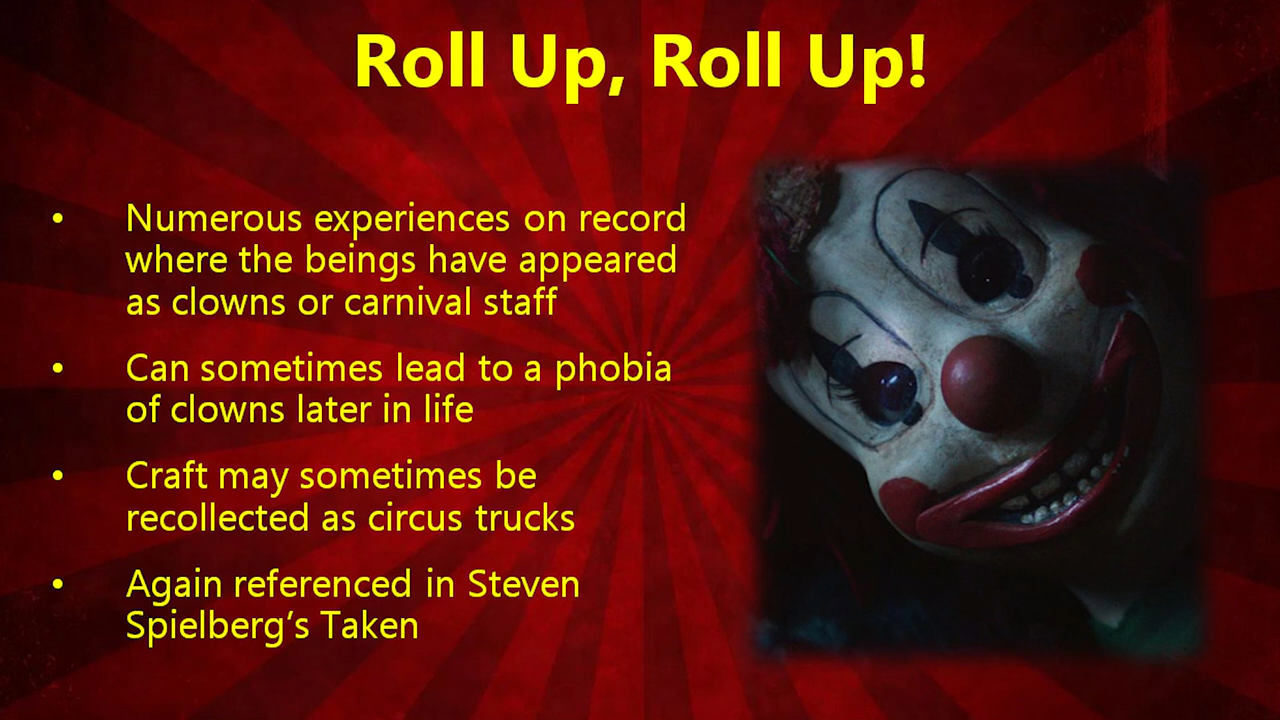 Roll Up, Roll Up!
• Numerous experiences on record
where the beings have appeared
as clowns or carnival staff
• Can sometimes lead to a phobia
of clowns later in life
• Craft may sometimes be
recollected as circus trucks
• Again referenced in Steven
Spielberg’s Taken